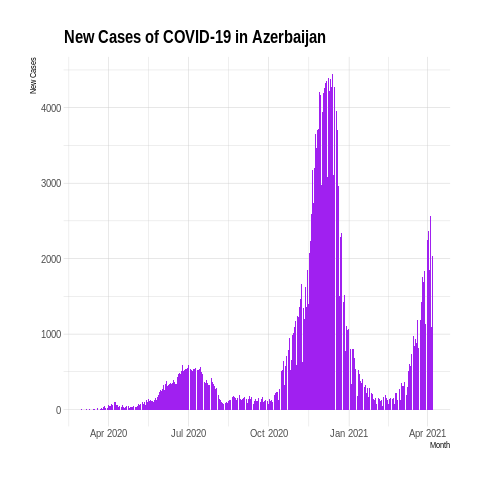 New Cases of COVID-19 in Azerbaijan
New Cases
4000
3000
2000
1000
0
Apr 2020 Jul 2020 Oct 2020 Jan 2021 Apr 2021
Month